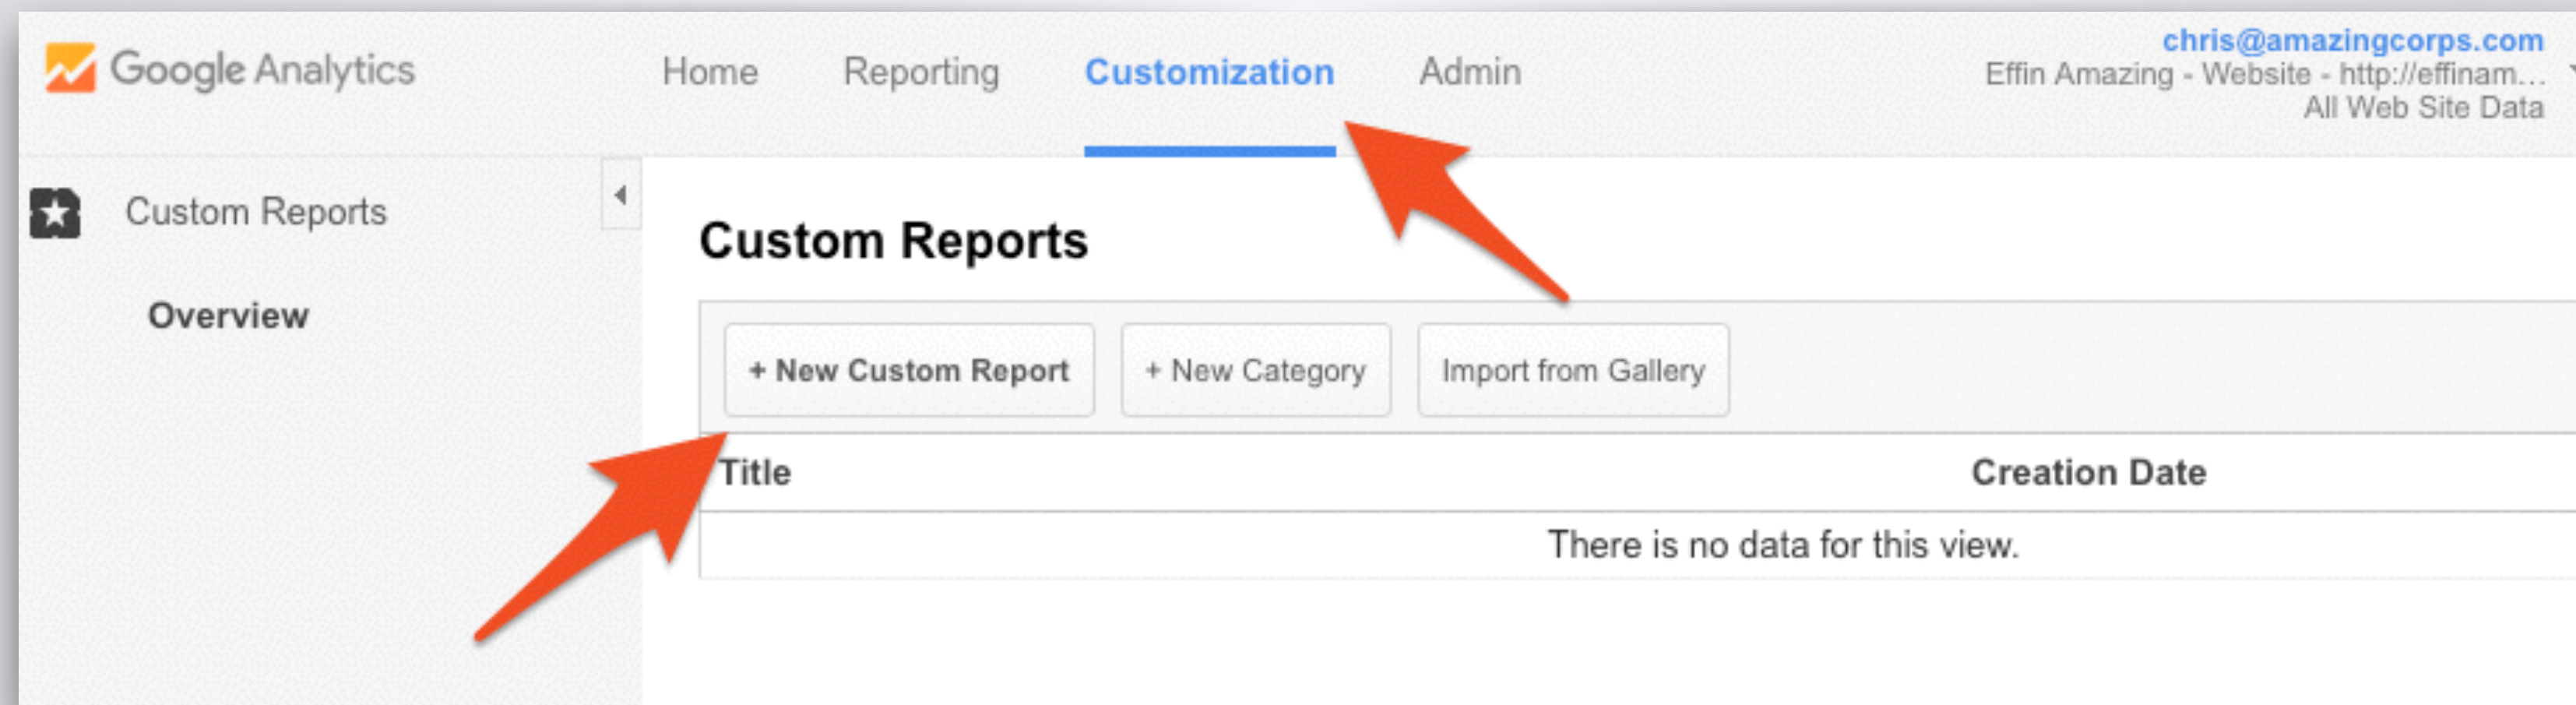 Google Analytics
Home Reporting Customization Admin
chris@amazingcorps.com
Effin Amazing - Website - http://effinam...
All Web Site Data
Custom Reports
Overview
Custom Reports
+ New Custom Report + New Category Import from Gallery
Title Creation Date
There is no data for this view.